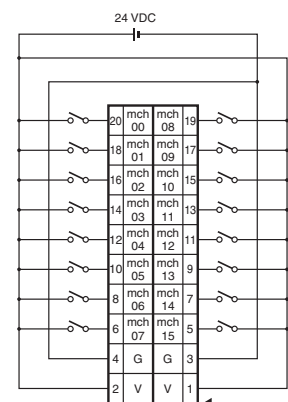 24 VDC
20 mch 00 mch 08 19
18 mch 01 mch 09 17
16 mch 02 mch 10 15
14 mch 03 mch 11 13
12 mch 04 mch 12 11
10 mch 05 mch 13 9
8 mch 06 mch 14 7
6 mch 07 mch 15 5
4 G G 3
2 V V 1